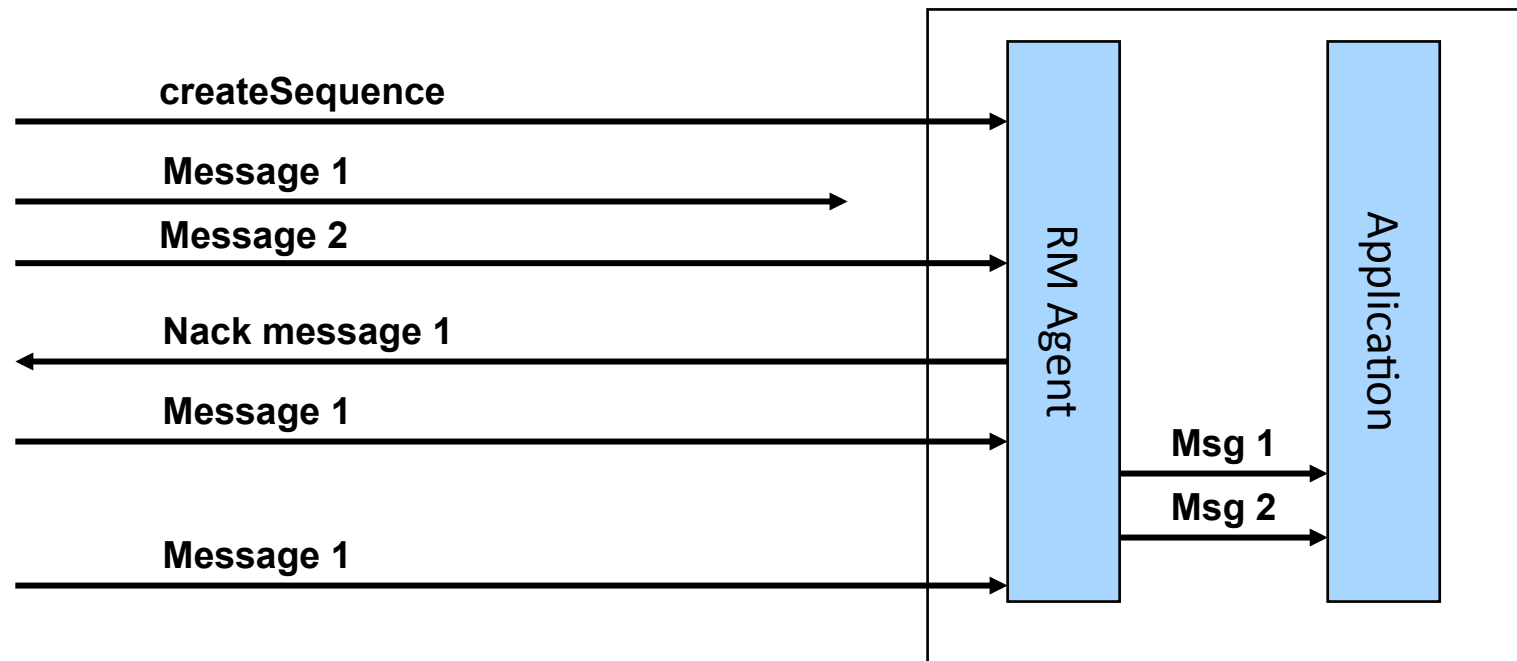 createSequence
Message 1
Message 2
Nack message 1
Message 1
Message 1
RM Agent
Msg 1
Msg 2
Application